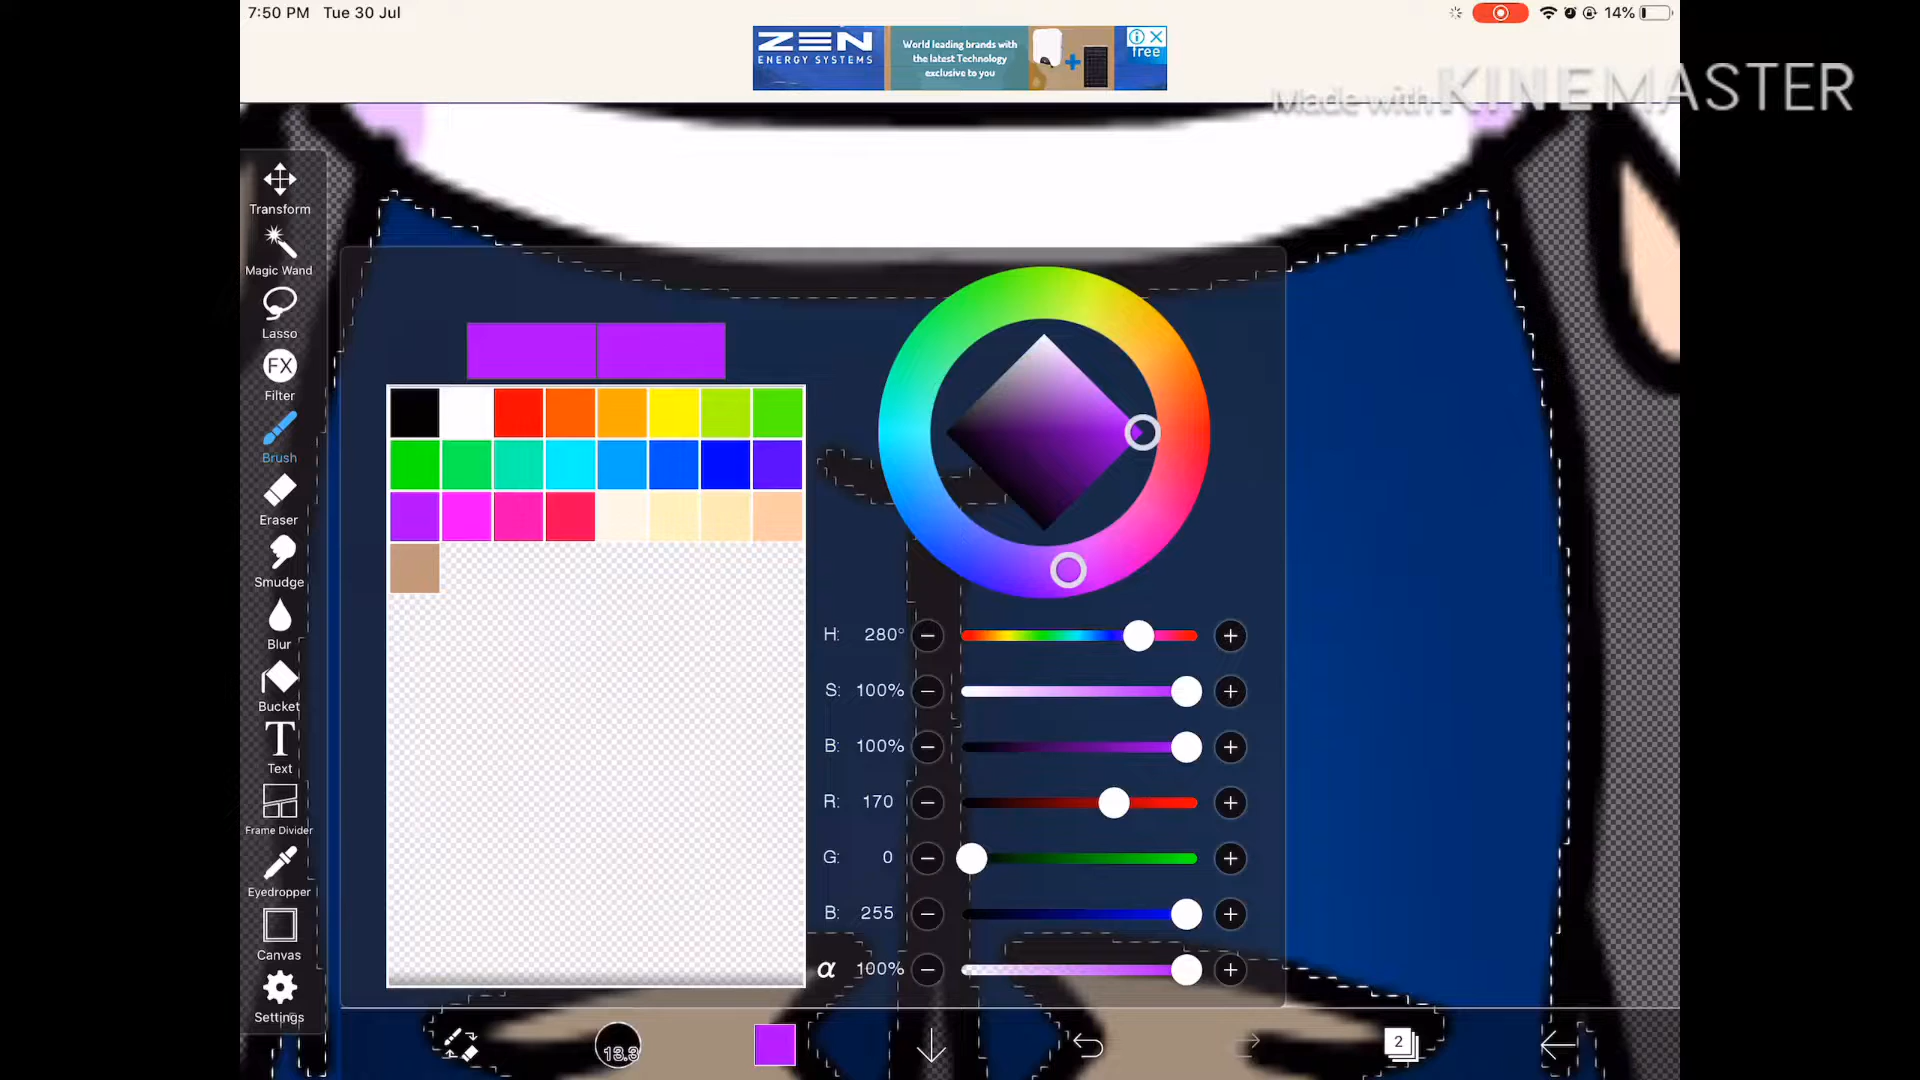 7:50 PM Tue 30 Jul
14%
ZEN
ENERGY SYSTEMS
World leading brands with
the latest Technology
exclusive to you
free
Made with KINEMASTER
Transform
Magic Wand
Lasso
FX
Filter
Brush
Eraser
Smudge
Blur
Bucket
T
Text
Frame Divider
Eyedropper
Canvas
Settings
H: 280°
S: 100%
B: 100%
R: 170
G: 0
B: 255
α 100%
13.3
2